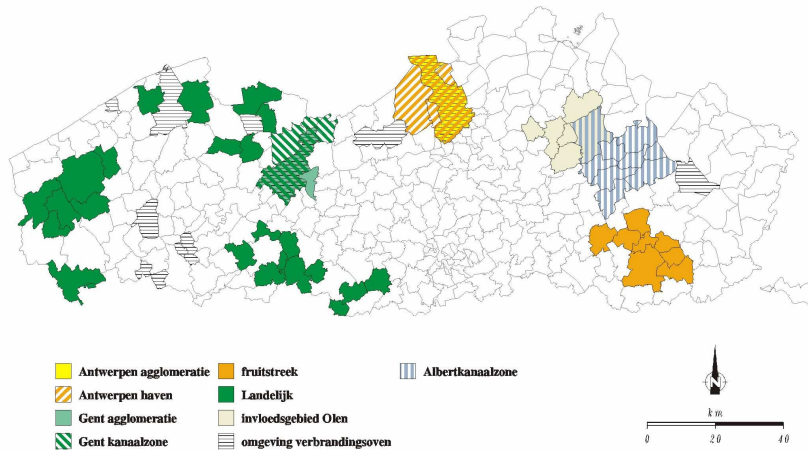 Antwerpen agglomeratie
fruitstreek
Albertkanaalzone
Antwerpen haven
Landelijk
Gent agglomeratie
invloedsgebied Olen
Gent kanaalzone
omgeving verbrandingsoven
N
km
0 20 40